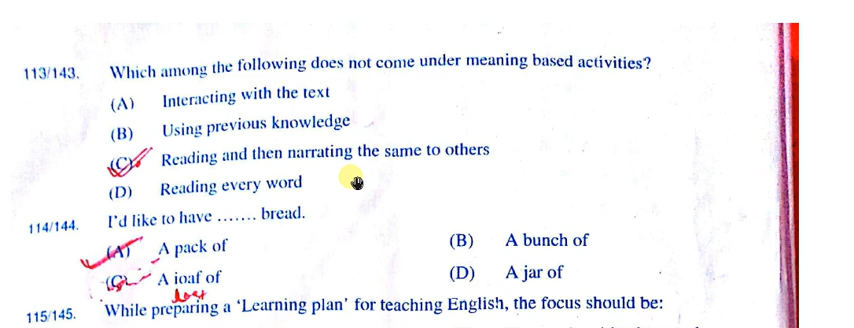 113/143. Which among the following does not come under meaning based activities?
(A) Interacting with the text
(B) Using previous knowledge
(C) Reading and then narrating the same to others
(D) Reading every word
114/144. I'd like to have ....... bread.
(A) A pack of (B) A bunch of
(C) A ioaf of (D) A jar of
115/145. While preparing a 'Learning plan' for teaching English, the focus should be: